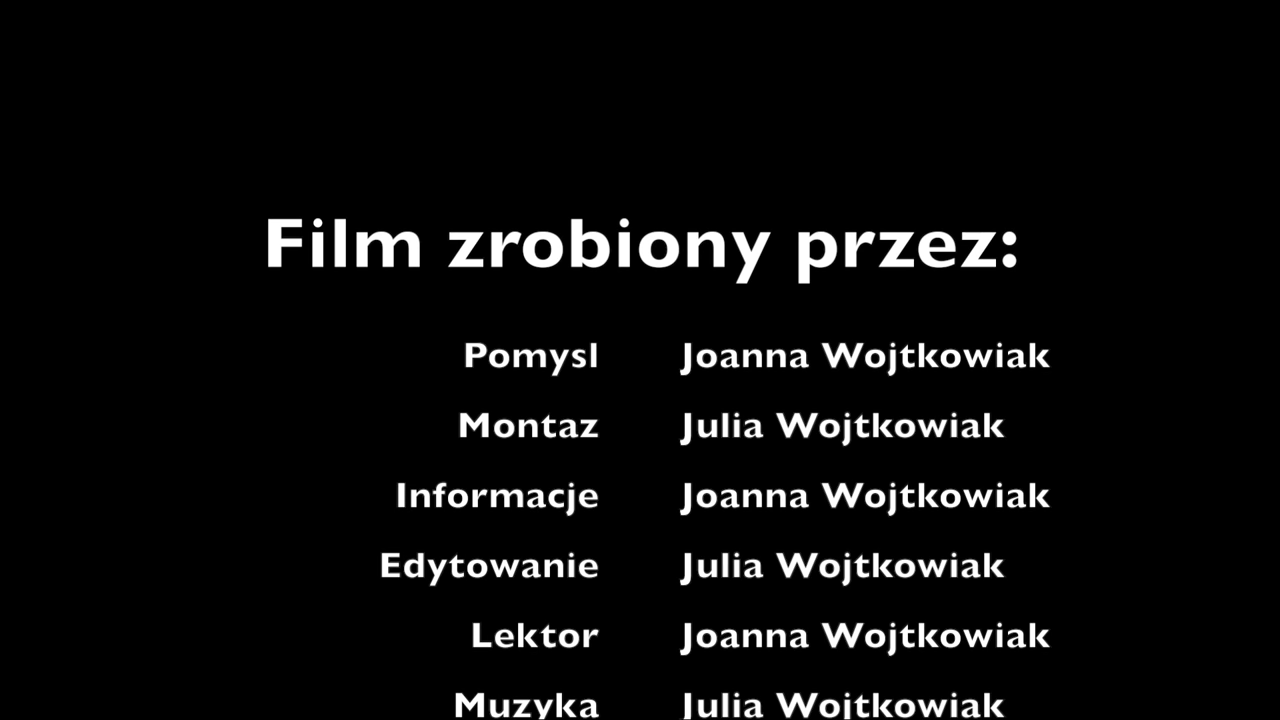 Film zrobiony przez:
Pomysl Joanna Wojtkowiak
Montaz Julia Wojtkowiak
Informacje Joanna Wojtkowiak
Edytowanie Julia Wojtkowiak
Lektor Joanna Wojtkowiak
Muzyka Julia Wojtkowiak